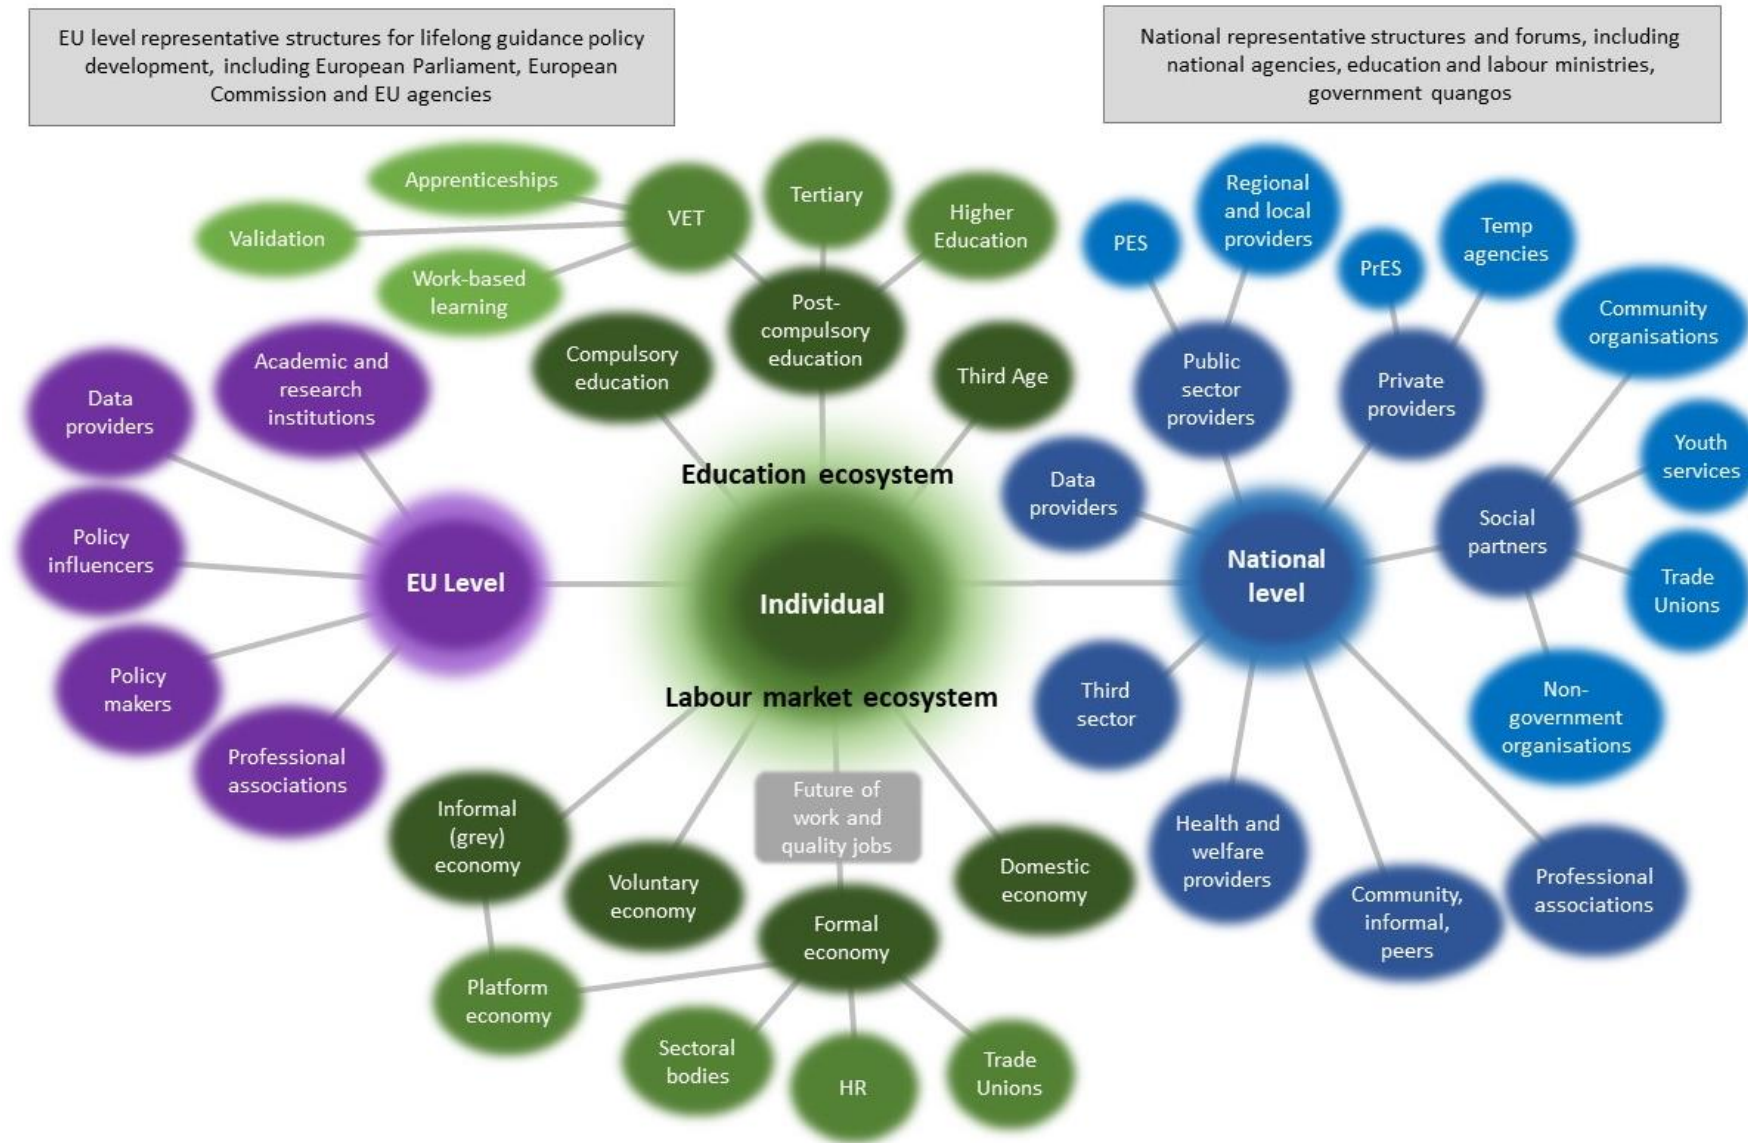 EU level representative structures for lifelong guidance policy
development, including European Parliament, European
Commission and EU agencies
National representative structures and forums, including
national agencies, education and labour ministries,
government quangos
Apprenticeships
Validation
Work-based
learning
VET
Tertiary
Higher
Education
Post-
compulsory
education
Compulsory
education
Third Age
Academic and
research
institutions
Data
providers
Policy
influencers
Policy
makers
Professional
associations
EU Level
Education ecosystem
Individual
Labour market ecosystem
Future of
work and
quality jobs
Informal
(grey)
economy
Voluntary
economy
Formal
economy
Domestic
economy
Platform
economy
Sectoral
bodies
HR
Trade
Unions
PES
Regional
and local
providers
PrES
Temp
agencies
Public
sector
providers
Private
providers
Community
organisations
Youth
services
Data
providers
National
level
Social
partners
Trade
Unions
Non-
government
organisations
Third
sector
Health and
welfare
providers
Community,
informal,
peers
Professional
associations